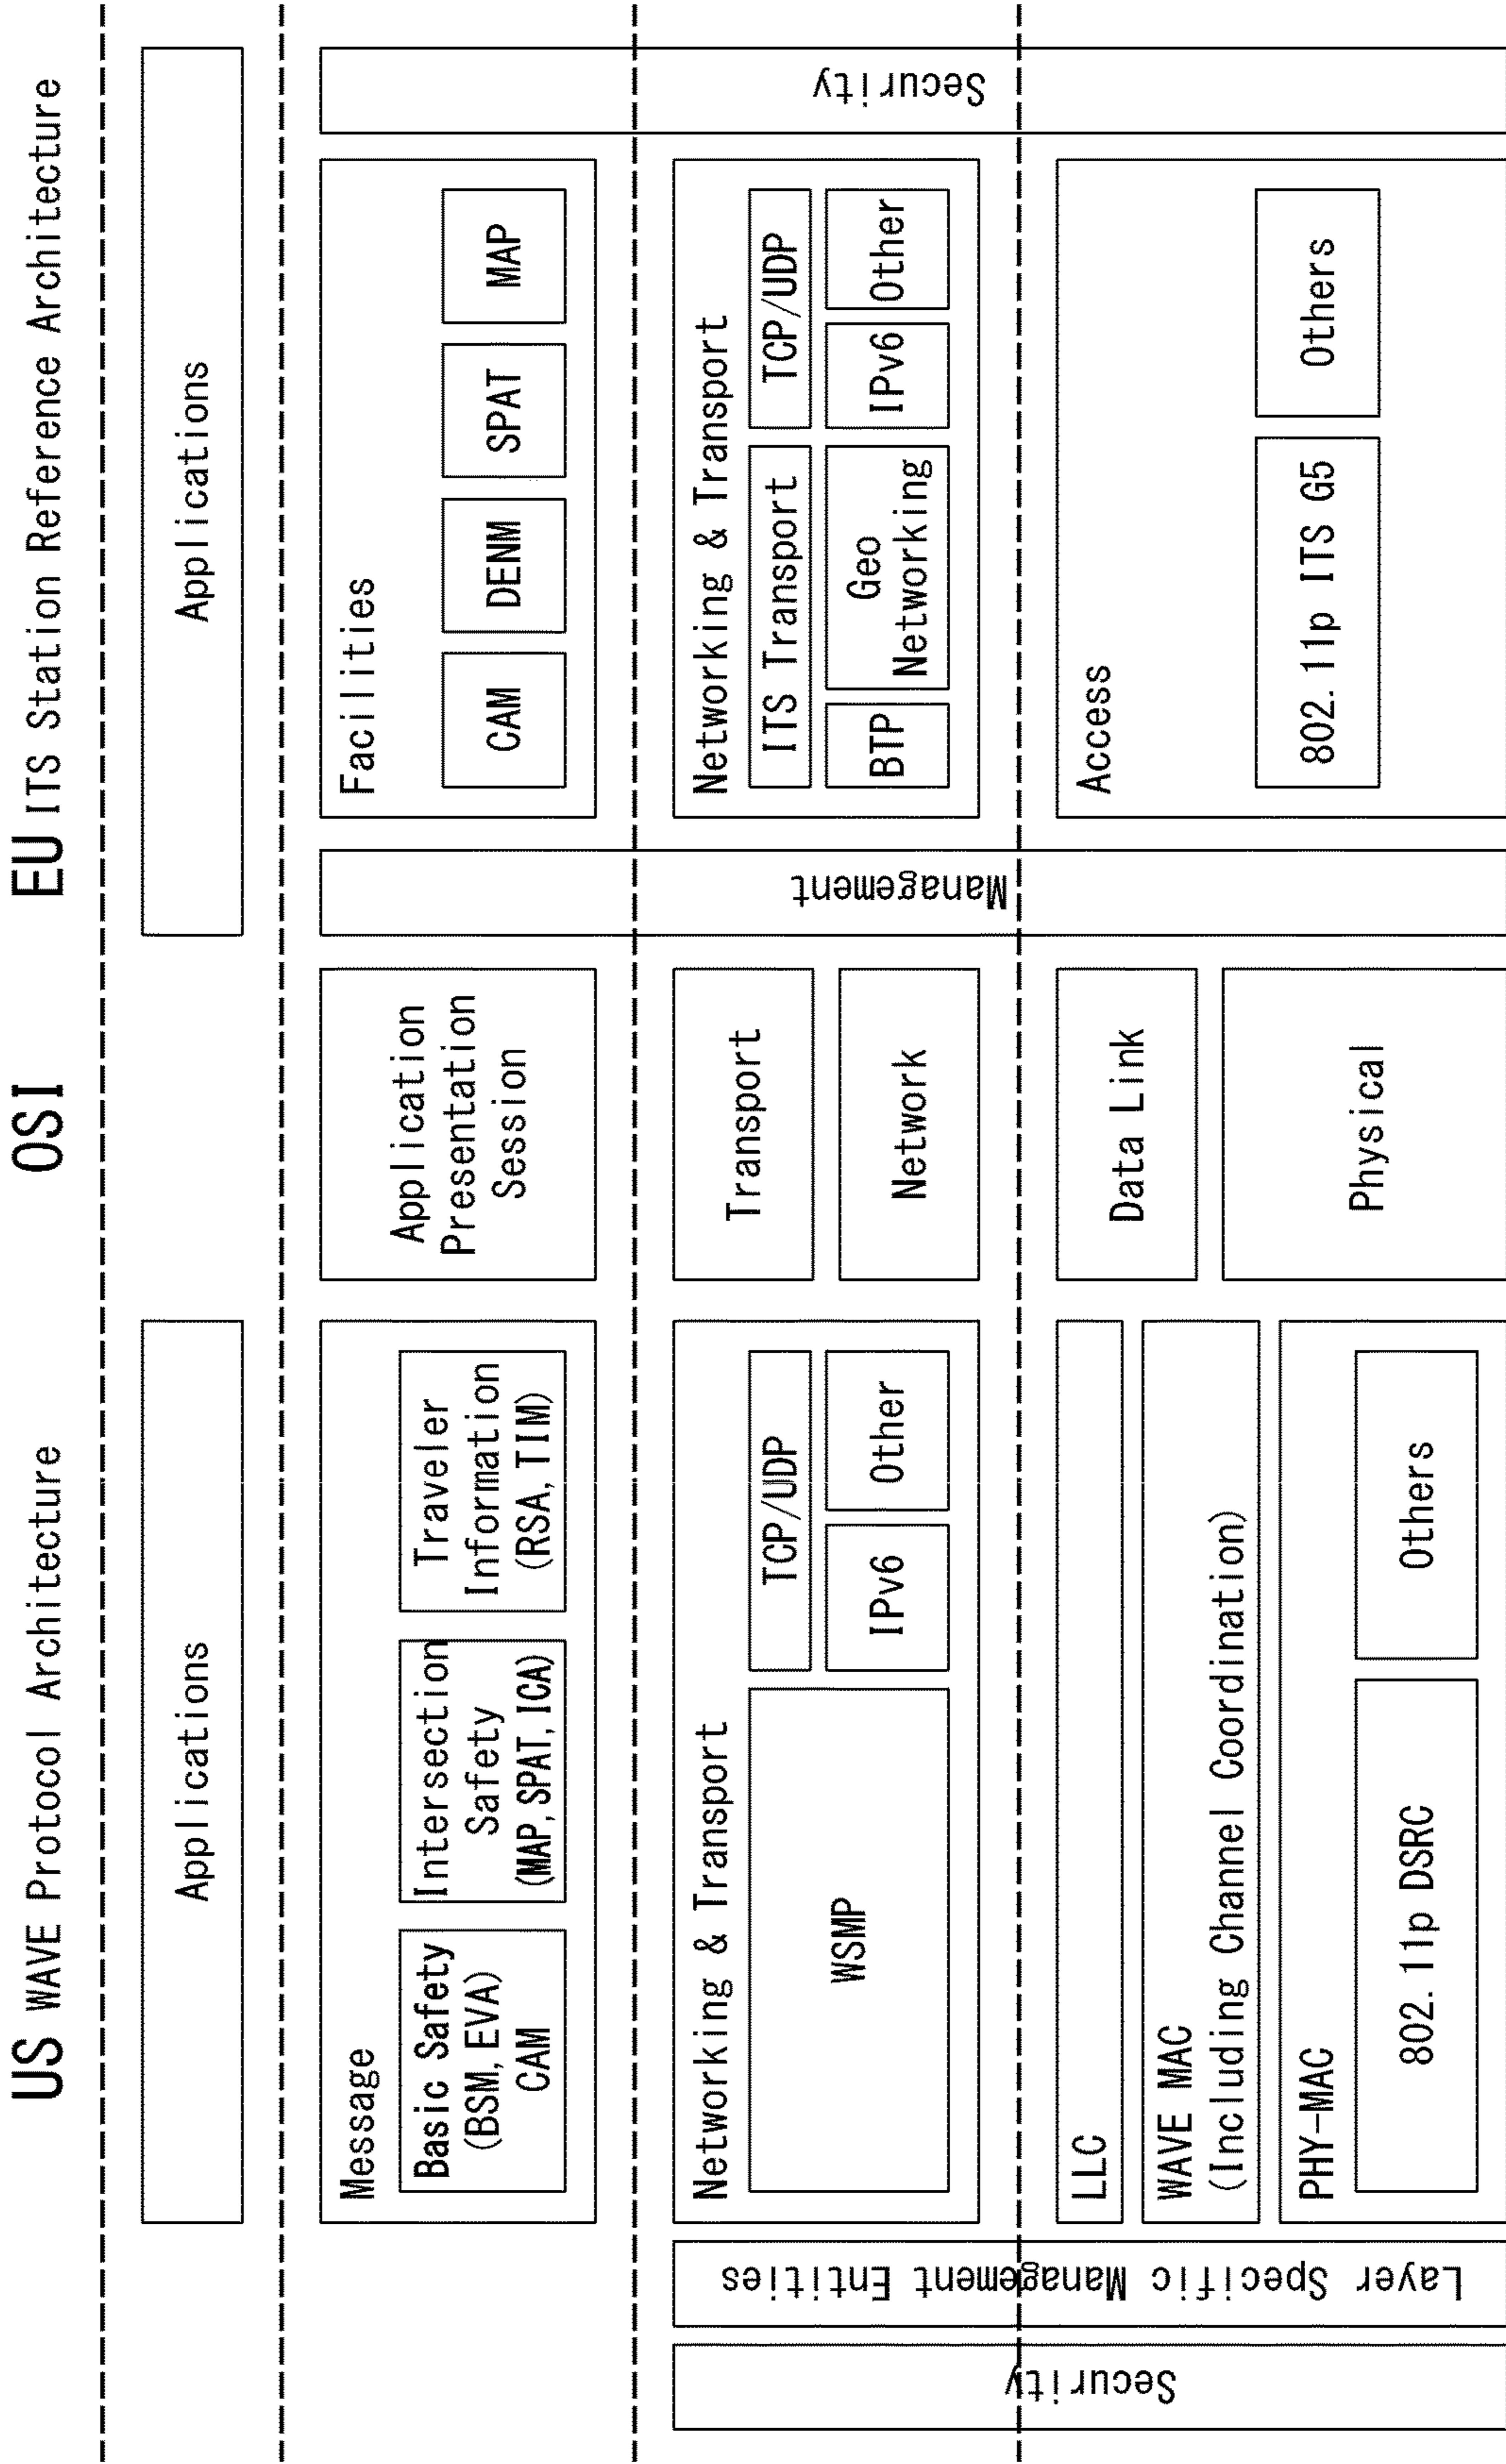 US WAVE Protocol Architecture
Applications
Message
Basic Safety
(BSM, EVA)
CAM
Intersection
Safety
(MAP, SPAT, ICA)
Traveler
Information
(RSA, TIM)
Networking & Transport
WSMP
TCP/UDP
IPv6
Other
LLC
WAVE MAC
(Including Channel Coordination)
PHY-MAC
802.11p DSRC
Others
Security
Layer Specific Management Entities
OSI
Application
Presentation
Session
Transport
Network
Data Link
Physical
EU ITS Station Reference Architecture
Applications
Management
Facilities
CAM
DENM
SPAT
MAP
Networking & Transport
ITS Transport
TCP/UDP
BTP
Geo
Networking
IPv6
Other
Access
802.11p ITS G5
Others
Security